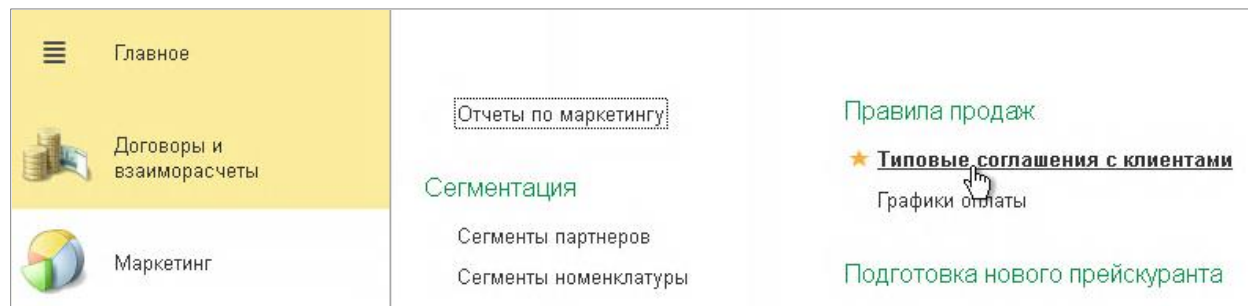 Главное
Договоры и
взаиморасчеты
Маркетинг
Отчеты по маркетингу
Сегментация
Сегменты партнеров
Сегменты номенклатуры
Правила продаж
Типовые соглашения с клиентами
Графики оплаты
Подготовка нового прейскуранта